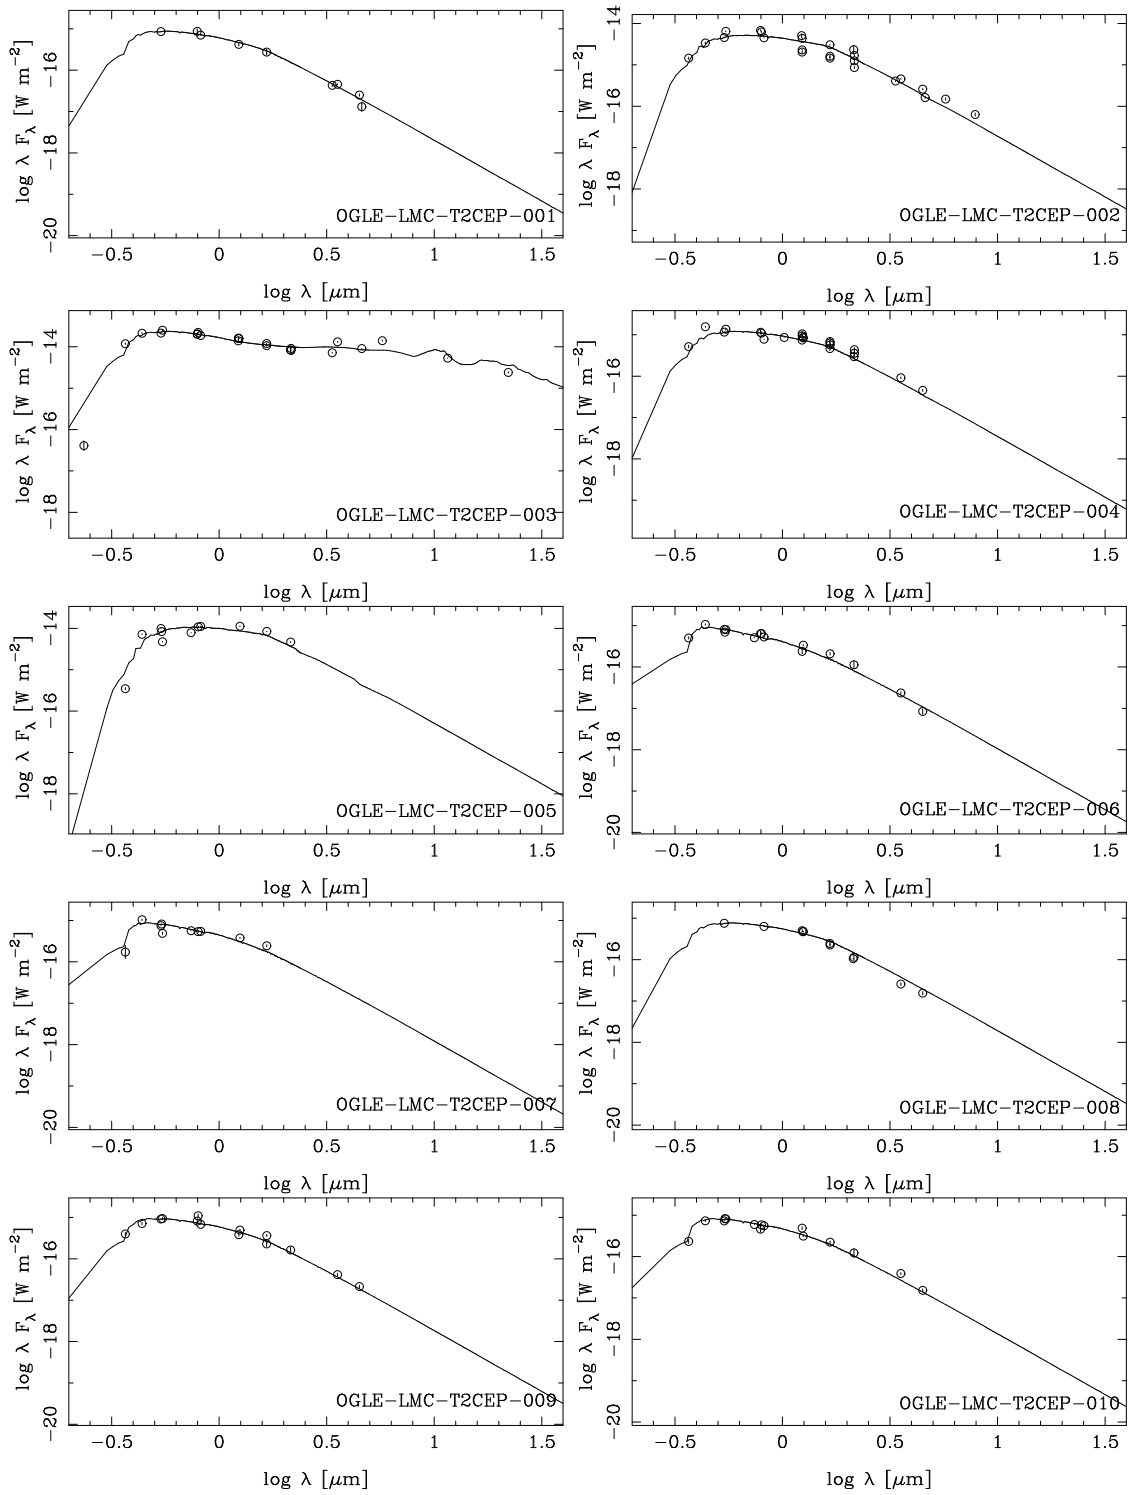 log λ F_λ [W m⁻²]
−16
−18
−20
OGLE−LMC−T2CEP−001
−0.5 0 0.5 1 1.5
log λ [μm]
log λ F_λ [W m⁻²]
−14
−16
−18
OGLE−LMC−T2CEP−002
−0.5 0 0.5 1 1.5
log λ [μm]
log λ F_λ [W m⁻²]
−14
−16
−18
OGLE−LMC−T2CEP−003
−0.5 0 0.5 1 1.5
log λ [μm]
log λ F_λ [W m⁻²]
−16
−18
OGLE−LMC−T2CEP−004
−0.5 0 0.5 1 1.5
log λ [μm]
log λ F_λ [W m⁻²]
−14
−16
−18
OGLE−LMC−T2CEP−005
−0.5 0 0.5 1 1.5
log λ [μm]
log λ F_λ [W m⁻²]
−16
−18
−20
OGLE−LMC−T2CEP−006
−0.5 0 0.5 1 1.5
log λ [μm]
log λ F_λ [W m⁻²]
−16
−18
−20
OGLE−LMC−T2CEP−007
−0.5 0 0.5 1 1.5
log λ [μm]
log λ F_λ [W m⁻²]
−16
−18
−20
OGLE−LMC−T2CEP−008
−0.5 0 0.5 1 1.5
log λ [μm]
log λ F_λ [W m⁻²]
−16
−18
−20
OGLE−LMC−T2CEP−009
−0.5 0 0.5 1 1.5
log λ [μm]
log λ F_λ [W m⁻²]
−16
−18
−20
OGLE−LMC−T2CEP−010
−0.5 0 0.5 1 1.5
log λ [μm]